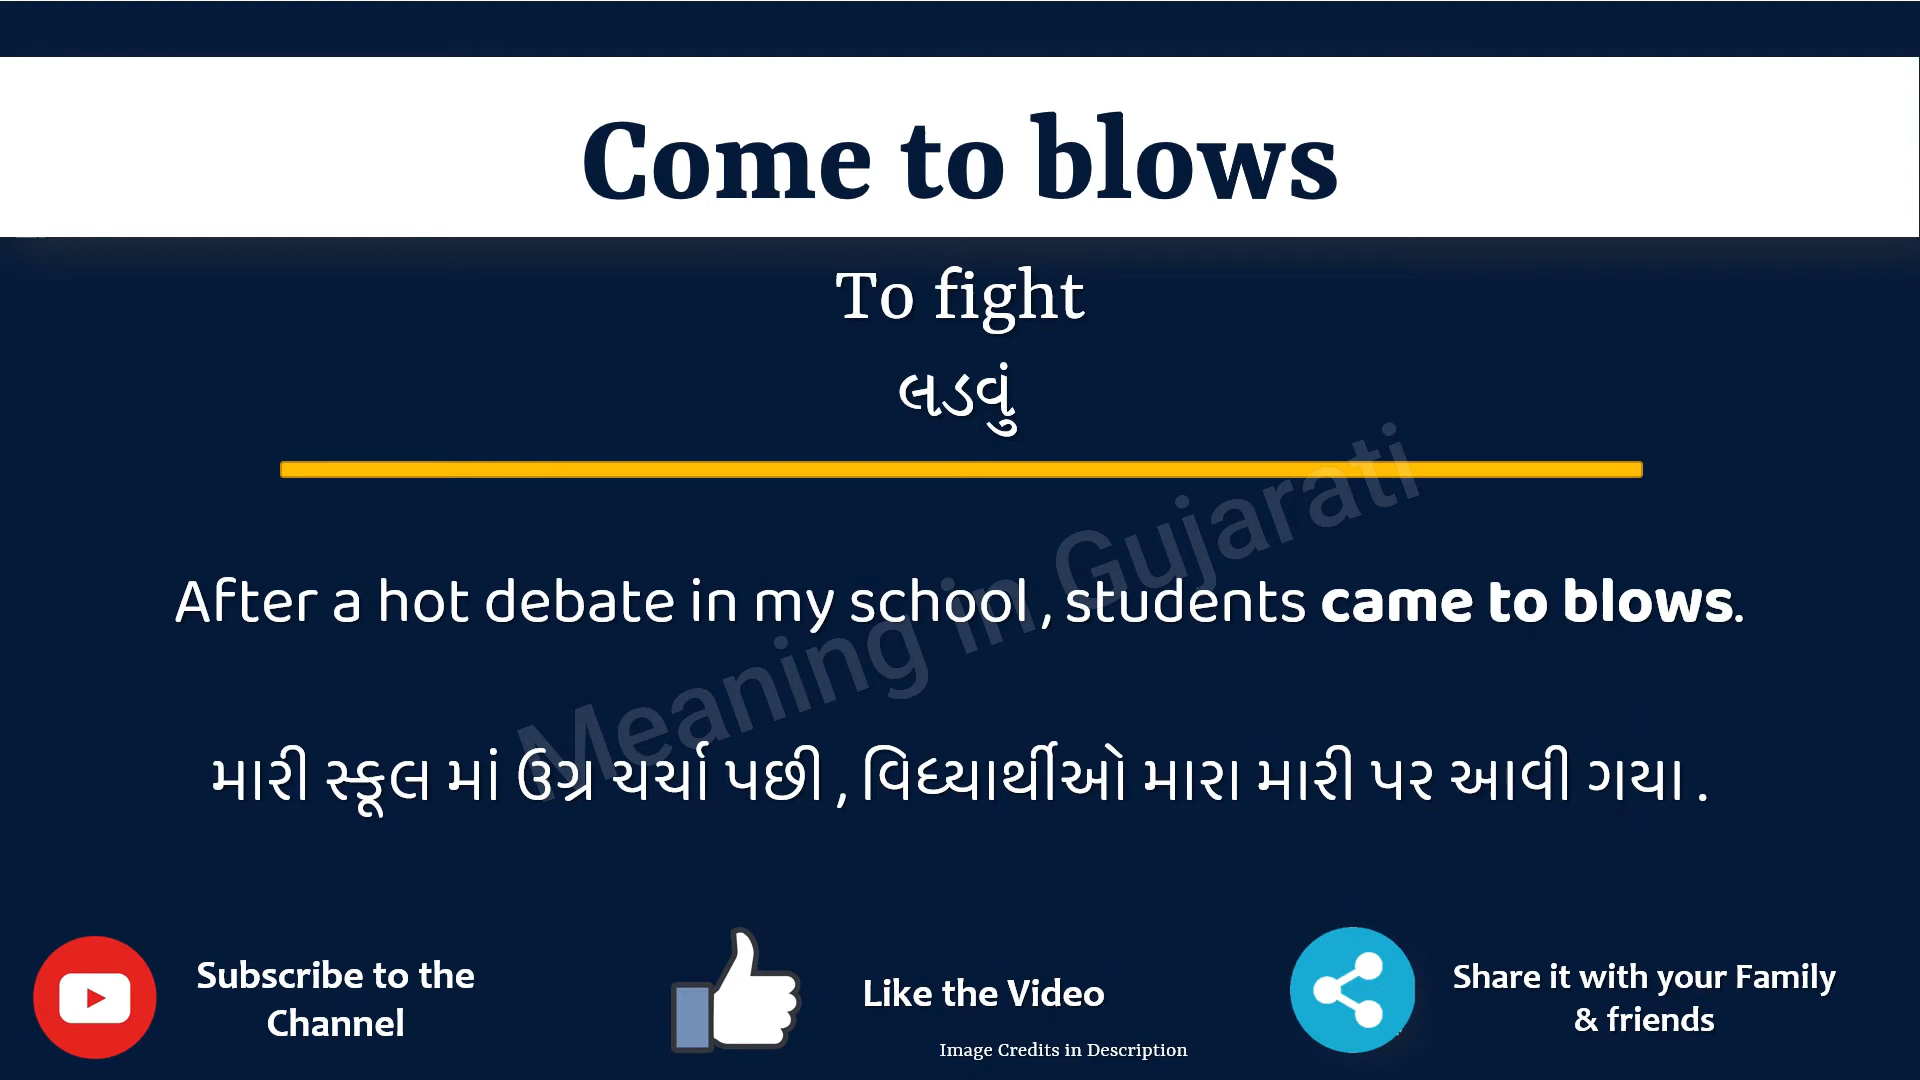 Come to blows
To fight
લડવું
Meaning in Gujarati
After a hot debate in my school , students came to blows.
મારી સ્કૂલ માં ઉગ્ર ચર્ચા પછી , વિધ્યાર્થીઓ મારા મારી પર આવી ગયા .
Subscribe to the
Channel
Like the Video
Share it with your Family
& friends
Image Credits in Description